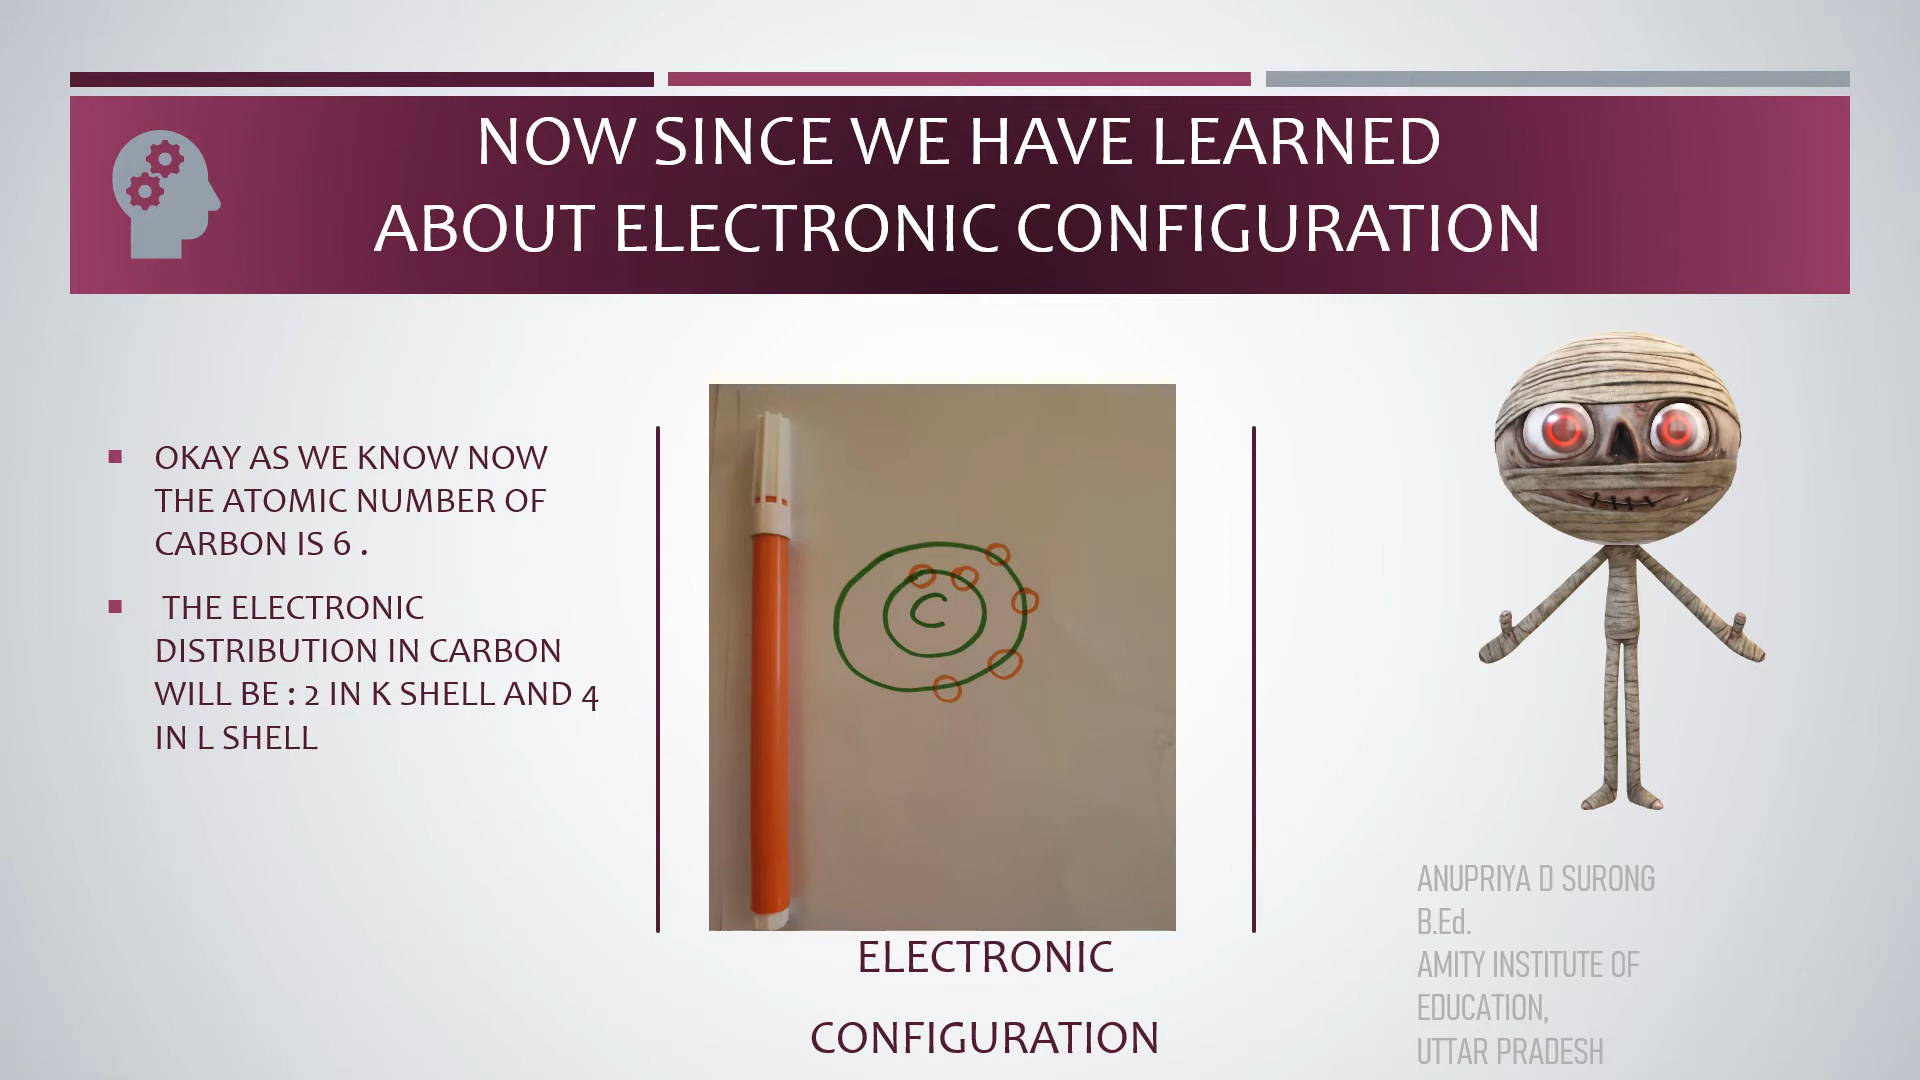 NOW SINCE WE HAVE LEARNED
ABOUT ELECTRONIC CONFIGURATION
OKAY AS WE KNOW NOW
THE ATOMIC NUMBER OF
CARBON IS 6 .
THE ELECTRONIC
DISTRIBUTION IN CARBON
WILL BE : 2 IN K SHELL AND 4
IN L SHELL
C
ELECTRONIC
CONFIGURATION
ANUPRIYA D SURONG
B.Ed.
AMITY INSTITUTE OF
EDUCATION,
UTTAR PRADESH